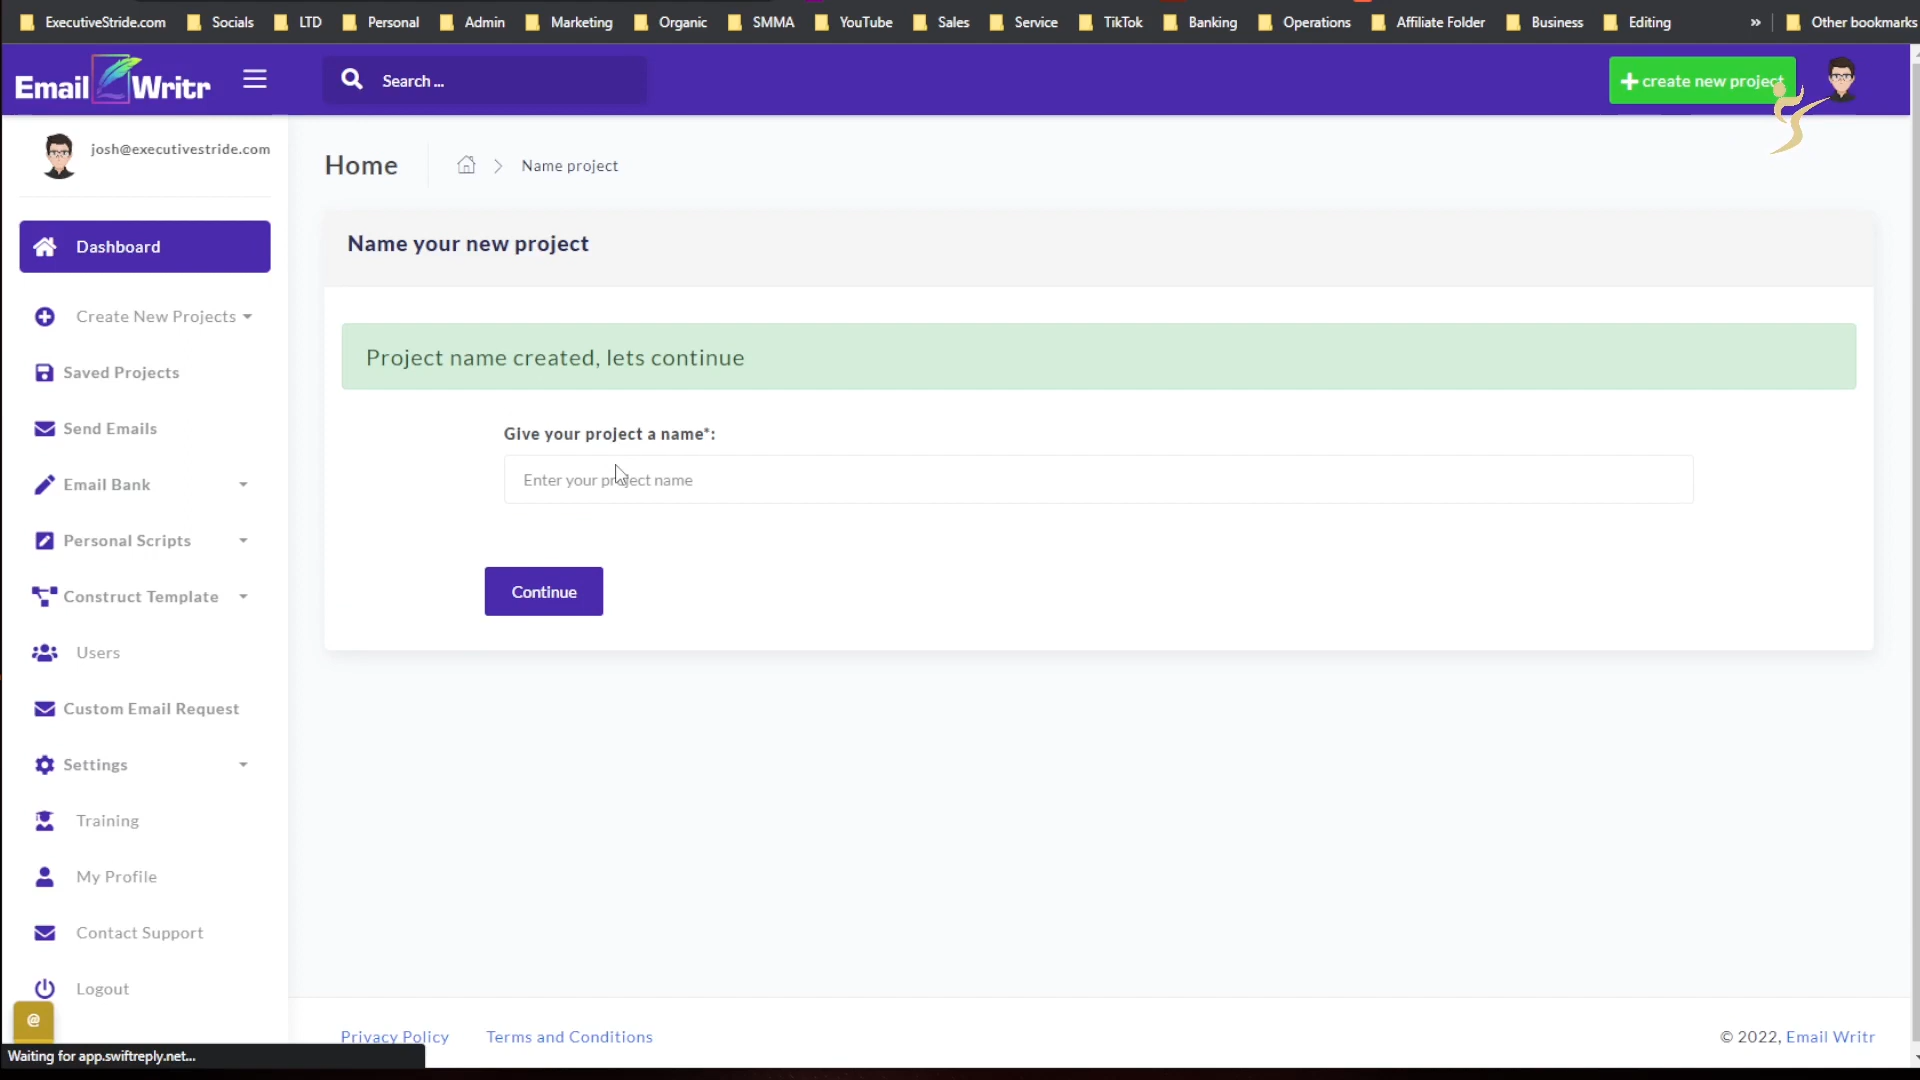 ExecutiveStride.com Socials LTD Personal Admin Marketing Organic SMMA YouTube Sales Service TikTok Banking Operations Affiliate Folder Business Editing » Other bookmarks
Email Writr
Search ...
create new project
josh@executivestride.com
Home
Name project
Dashboard
Name your new project
Create New Projects
Project name created, lets continue
Saved Projects
Send Emails
Give your project a name*:
Email Bank
Enter your project name
Personal Scripts
Construct Template
Continue
Users
Custom Email Request
Settings
Training
My Profile
Contact Support
Logout
@
Privacy Policy
Terms and Conditions
© 2022, Email Writr
Waiting for app.swiftreply.net...